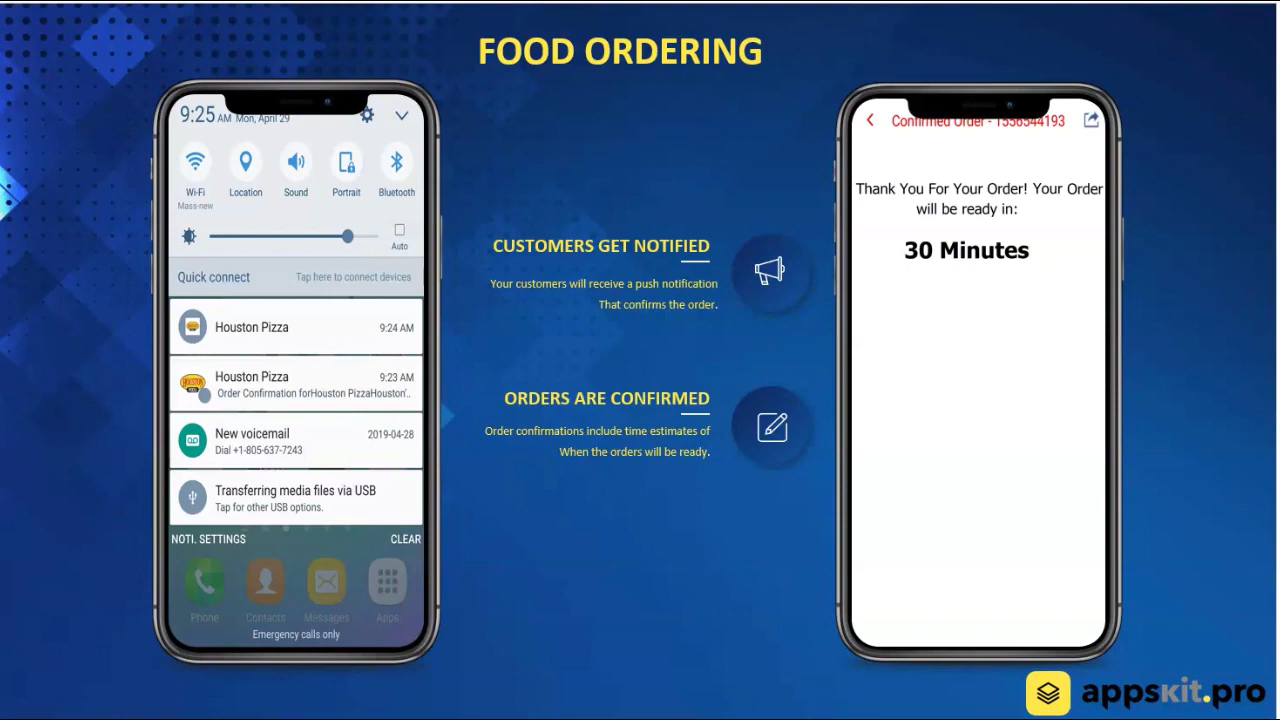 FOOD ORDERING
9:25 AM Mon, April 29
Wi-Fi Location Sound Portrait Bluetooth
Mass-new
Auto
Quick connect Tap here to connect devices
Houston Pizza 9:24 AM
Houston Pizza 9:23 AM
Order Confirmation forHouston PizzaHouston'..
New voicemail 2019-04-28
Dial +1-805-637-7243
Transferring media files via USB
Tap for other USB options.
NOTI. SETTINGS CLEAR
Phone Contacts Messages Apps
Emergency calls only
CUSTOMERS GET NOTIFIED
Your customers will receive a push notification
That confirms the order.
ORDERS ARE CONFIRMED
Order confirmations include time estimates of
When the orders will be ready.
Confirmed Order - 1556544193
Thank You For Your Order! Your Order
will be ready in:
30 Minutes
appskit.pro